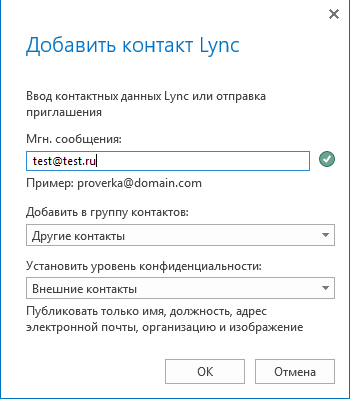 Добавить контакт Lync
Ввод контактных данных Lync или отправка
приглашения
Мгн. сообщения:
test@test.ru
Пример: proverka@domain.com
Добавить в группу контактов:
Другие контакты
Установить уровень конфиденциальности:
Внешние контакты
Публиковать только имя, должность, адрес
электронной почты, организацию и изображение
ОК
Отмена